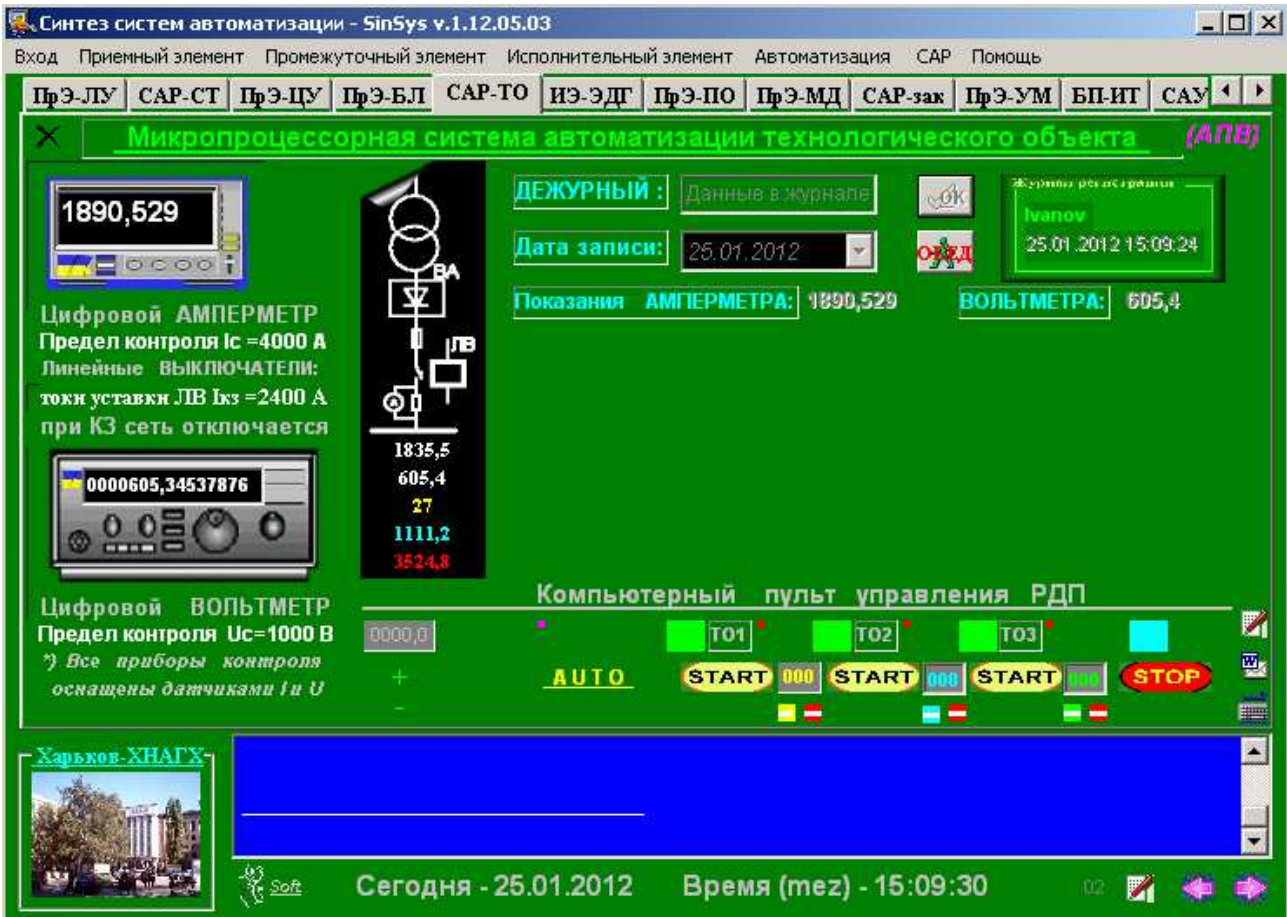 Синтез систем автоматизации - SinSys v.1.12.05.03
Вход Приемный элемент Промежуточный элемент Исполнительный элемент Автоматизация САР Помощь
ПрЭ-ЛУ САР-СТ ПрЭ-ЦУ ПрЭ-БЛ САР-ТО ИЭ-ЭДГ ПрЭ-ПО ПрЭ-МД САР-зак ПрЭ-УМ БП-ИТ САУ
Микропроцессорная система автоматизации технологического объекта (АПВ)
1890,529
Цифровой АМПЕРМЕТР
Предел контроля Ic =4000 А
Линейные ВЫКЛЮЧАТЕЛИ:
токи уставки ЛВ Iкз =2400 А
при КЗ сеть отключается
0000605,34537876
Цифровой ВОЛЬТМЕТР
Предел контроля Uc=1000 В
*) Все приборы контроля
оснащены датчиками I и U
ВА
ЛВ
А
1835,5
605,4
27
1111,2
3524,8
ДЕЖУРНЫЙ : Данные в журнале ОК
Журнал регистрации
Ivanov
25.01.2012 15:09:24
Дата записи: 25.01.2012
Показания АМПЕРМЕТРА: 1890,529 ВОЛЬТМЕТРА: 605,4
Компьютерный пульт управления РДП
0000,0 ТО1 ТО2 ТО3
+ AUTO START 000 START 000 START 000 STOP
-
Харьков-ХНАГХ
Soft Сегодня - 25.01.2012 Время (mez) - 15:09:30 02